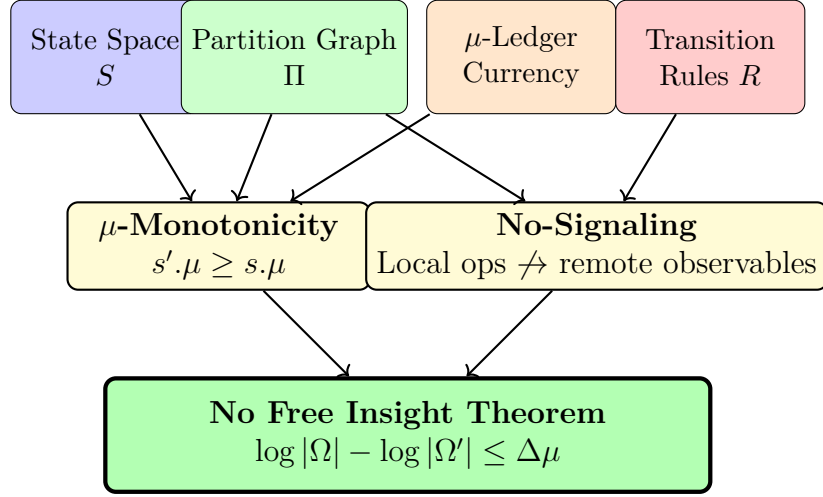 State Space
S
Partition Graph
Π
μ-Ledger
Currency
Transition
Rules R
μ-Monotonicity
s′.μ ≥ s.μ
No-Signaling
Local ops ↛ remote observables
No Free Insight Theorem
log |Ω| − log |Ω′| ≤ Δμ